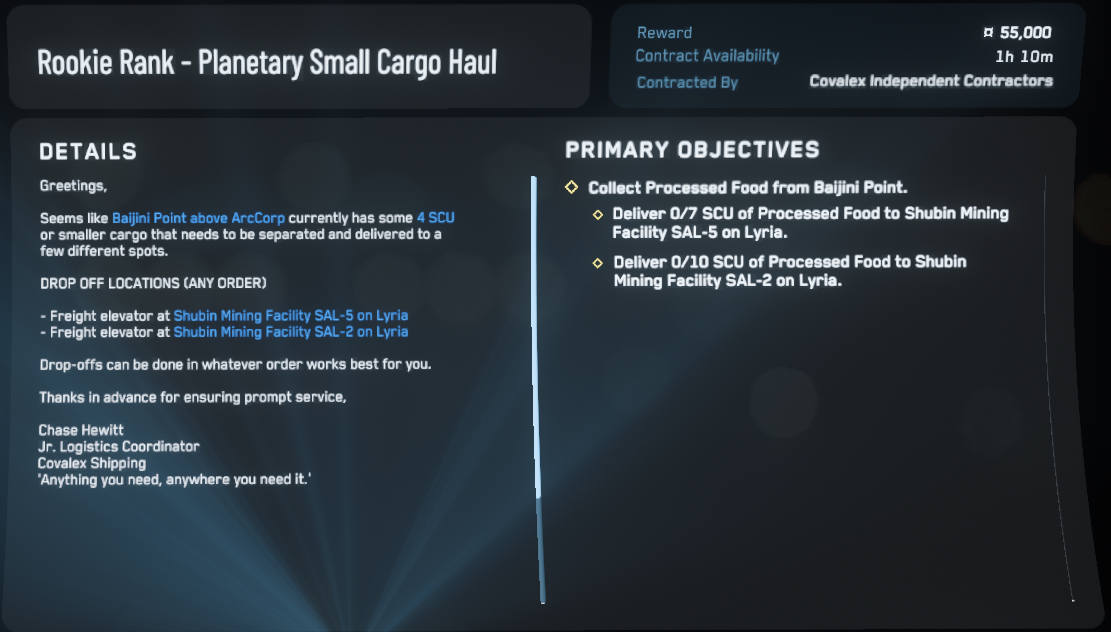 Rookie Rank - Planetary Small Cargo Haul
Reward ¤ 55,000
Contract Availability 1h 10m
Contracted By Covalex Independent Contractors
DETAILS
Greetings,
Seems like Baijini Point above ArcCorp currently has some 4 SCU
or smaller cargo that needs to be separated and delivered to a
few different spots.
DROP OFF LOCATIONS (ANY ORDER)
- Freight elevator at Shubin Mining Facility SAL-5 on Lyria
- Freight elevator at Shubin Mining Facility SAL-2 on Lyria
Drop-offs can be done in whatever order works best for you.
Thanks in advance for ensuring prompt service,
Chase Hewitt
Jr. Logistics Coordinator
Covalex Shipping
'Anything you need, anywhere you need it.'
PRIMARY OBJECTIVES
Collect Processed Food from Baijini Point.
Deliver 0/7 SCU of Processed Food to Shubin Mining
Facility SAL-5 on Lyria.
Deliver 0/10 SCU of Processed Food to Shubin
Mining Facility SAL-2 on Lyria.